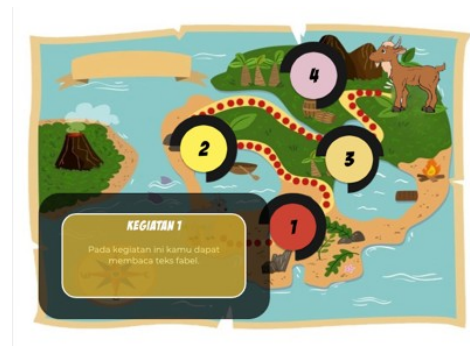 4
2
3
1
KEGIATAN 1
Pada kegiatan ini kamu dapat
membaca teks fabel.